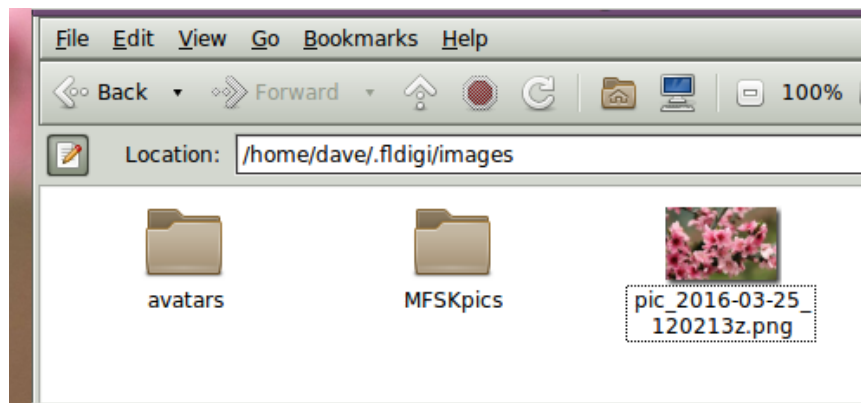 File Edit View Go Bookmarks Help
Back Forward 100%
Location: /home/dave/.fldigi/images
avatars MFSKpics pic_2016-03-25_
120213z.png